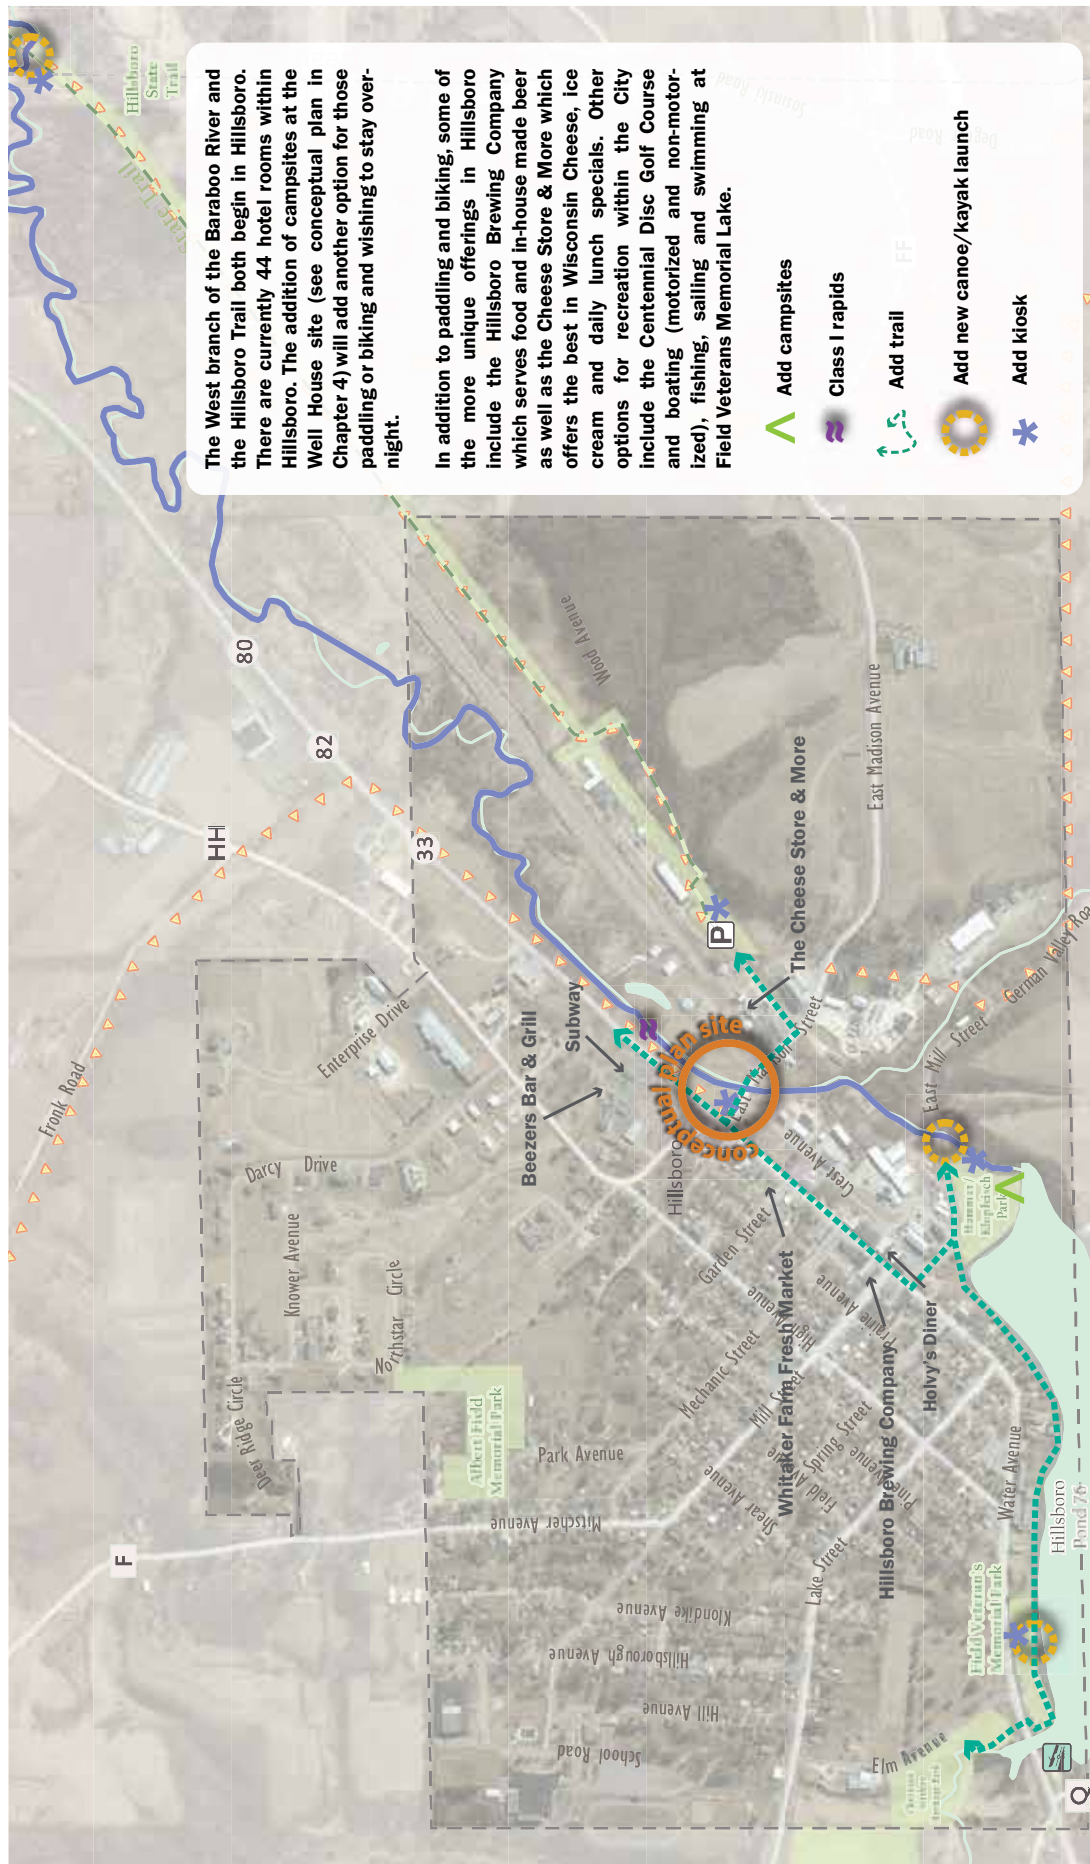 The West branch of the Baraboo River and
the Hillsboro Trail both begin in Hillsboro.
There are currently 44 hotel rooms within
Hillsboro. The addition of campsites at the
Well House site (see conceptual plan in
Chapter 4) will add another option for those
paddling or biking and wishing to stay over-
night.
In addition to paddling and biking, some of
the more unique offerings in Hillsboro
include the Hillsboro Brewing Company
which serves food and in-house made beer
as well as the Cheese Store & More which
offers the best in Wisconsin Cheese, ice
cream and daily lunch specials. Other
options for recreation within the City
include the Centennial Disc Golf Course
and boating (motorized and non-motor-
ized), fishing, sailing and swimming at
Field Veterans Memorial Lake.
Add campsites
Class I rapids
Add trail
Add new canoe/kayak launch
Add kiosk
Hillsboro
State
Trail
State Trail
Sosinski Road
Dega Road
FF
80
82
33
HH
F
Q
P
Fronk Road
Enterprise Drive
Darcy Drive
Knower Avenue
Northstar Circle
Deer Ridge Circle
Albert Field
Memorial Park
Park Avenue
Mitscher Avenue
Klondike Avenue
Hillsborough Avenue
Hill Avenue
School Road
Elm Avenue
Lake Street
Water Avenue
Shear Avenue
Field Av
Spring Street
Pine Avenue
Mill Street
Mechanic Street
High Avenue
Prairie Avenue
Garden Street
Crest Avenue
East Mill Street
East Madison Avenue
Wood Avenue
German Valley Road
Hillsboro
conceptual plan site
Beezers Bar & Grill
Subway
The Cheese Store & More
Whitaker Farm Fresh Market
Hillsboro Brewing Company
Holvy's Diner
Park
Field Veteran's
Memorial Park
Hillsboro
Pond 76